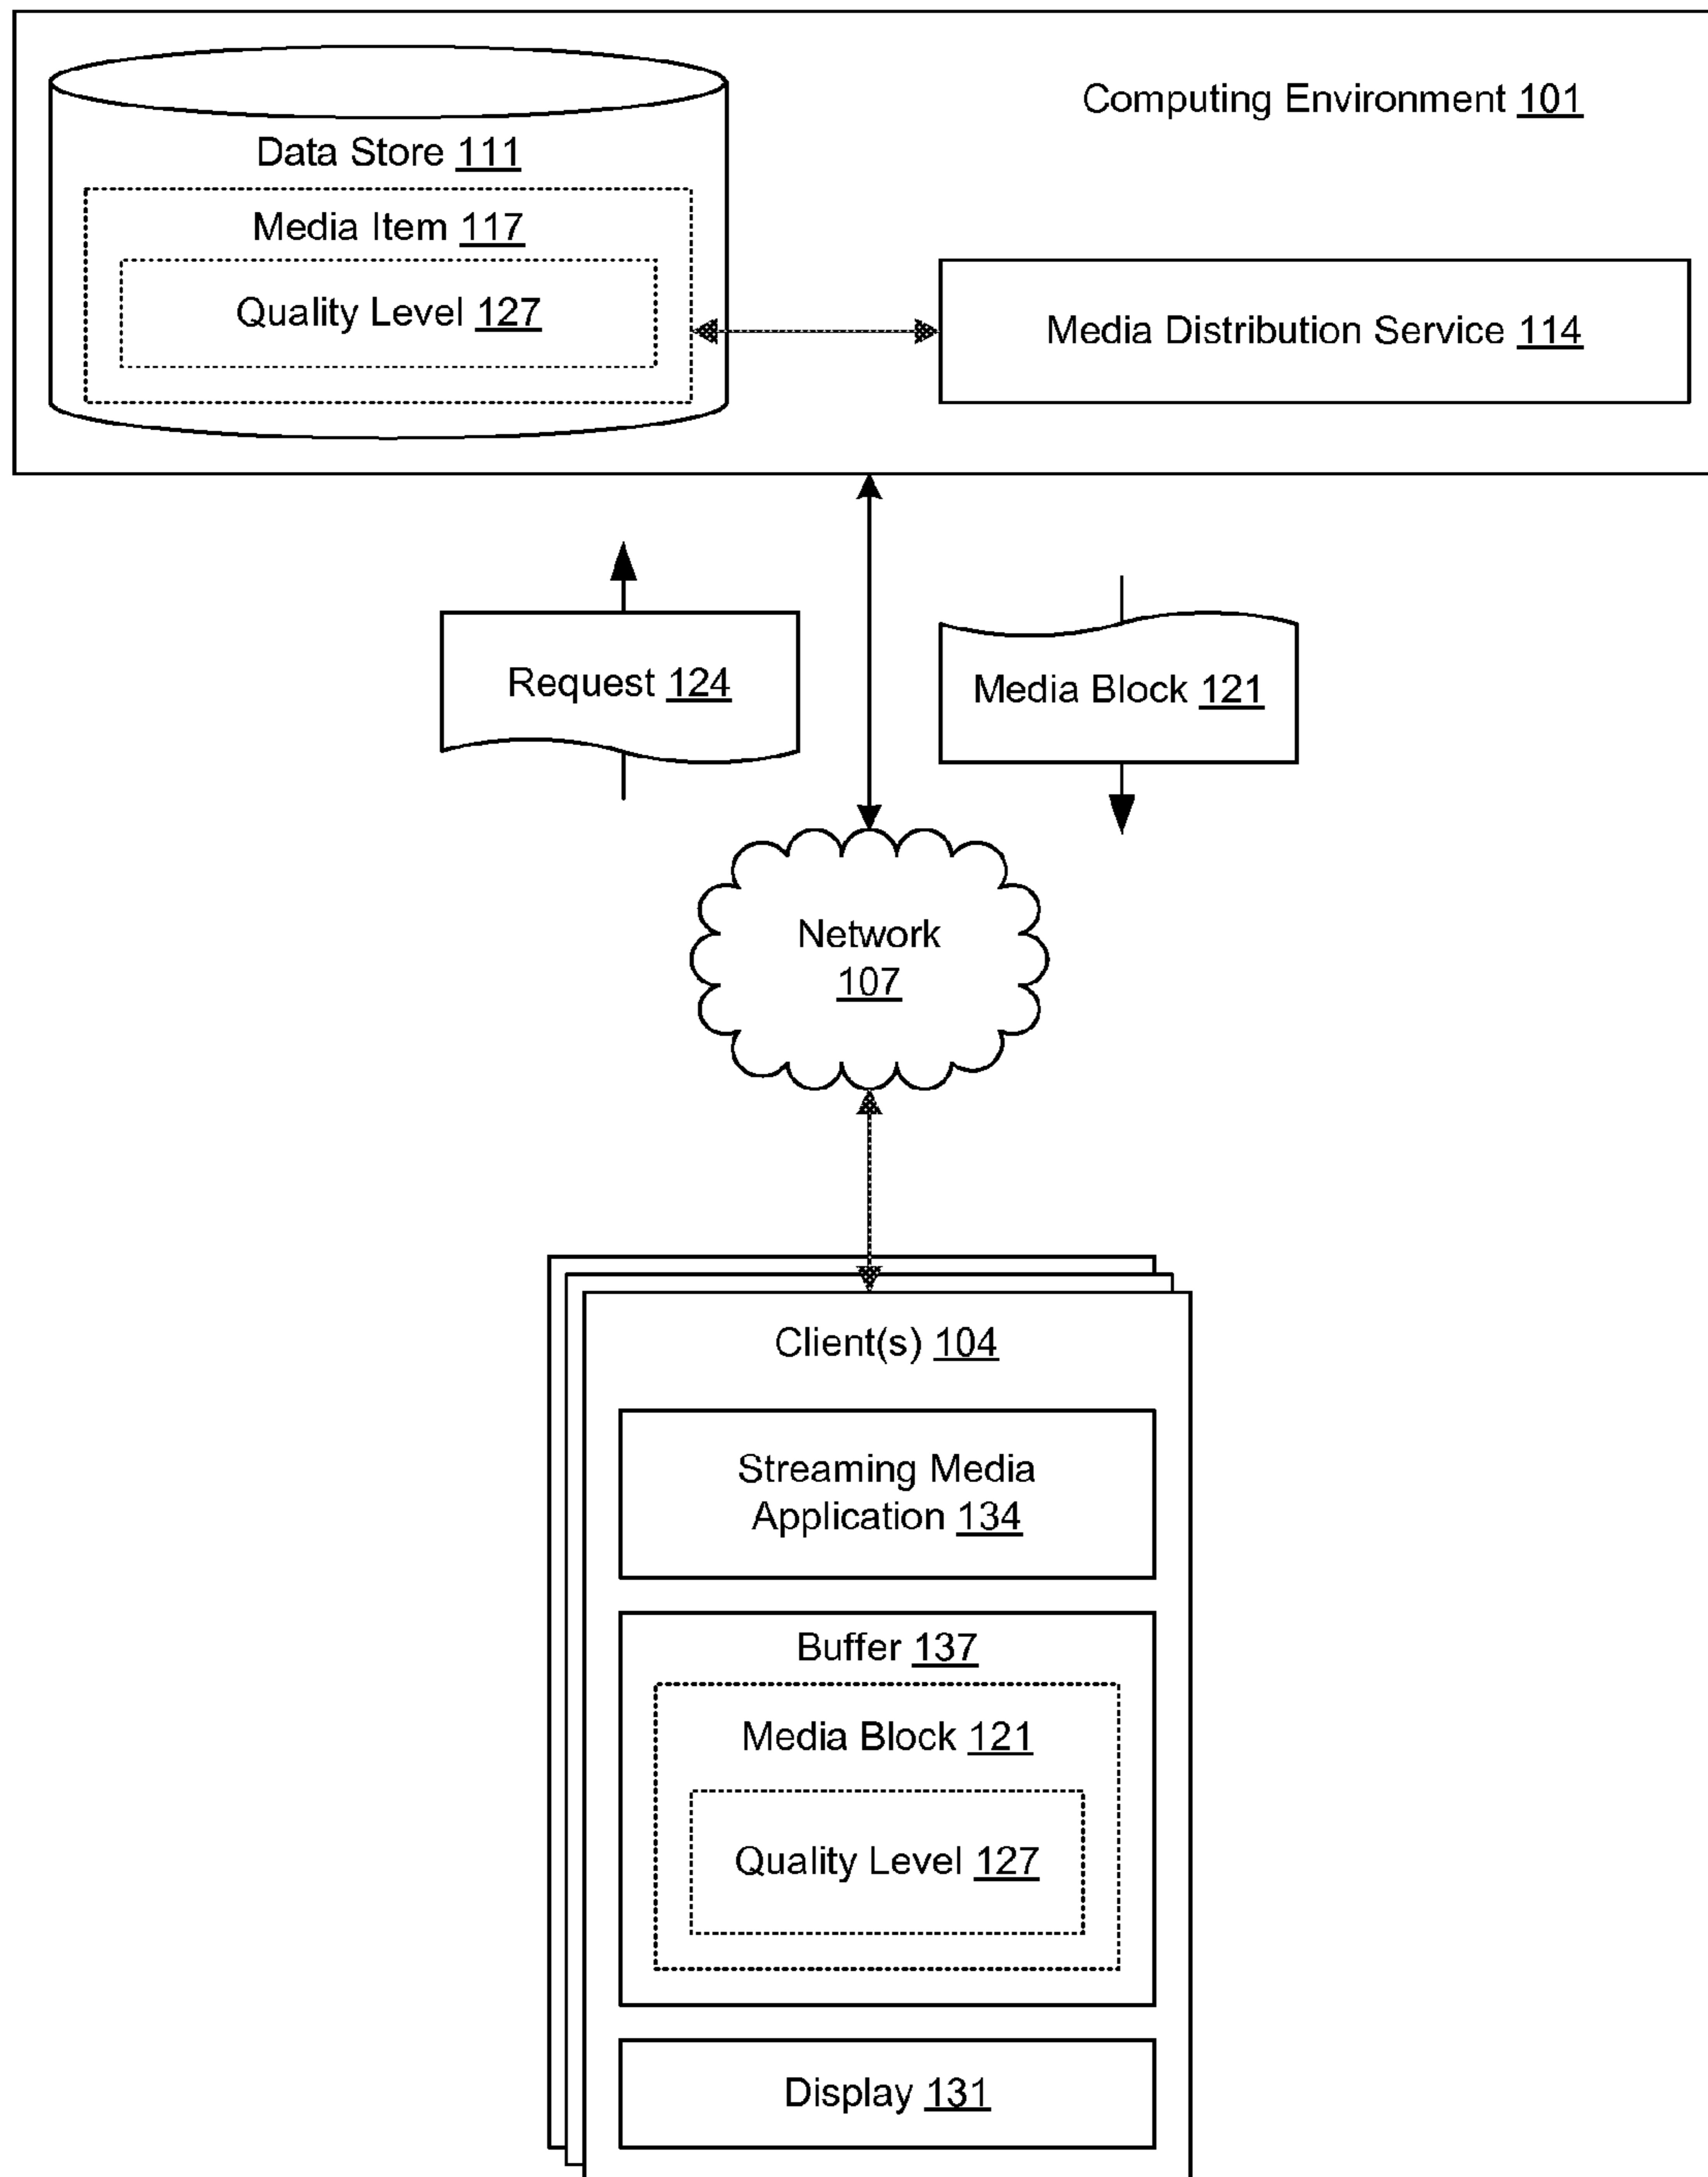 Computing Environment 101
Data Store 111
Media Item 117
Quality Level 127
Media Distribution Service 114
Request 124
Media Block 121
Network
107
Client(s) 104
Streaming Media
Application 134
Buffer 137
Media Block 121
Quality Level 127
Display 131